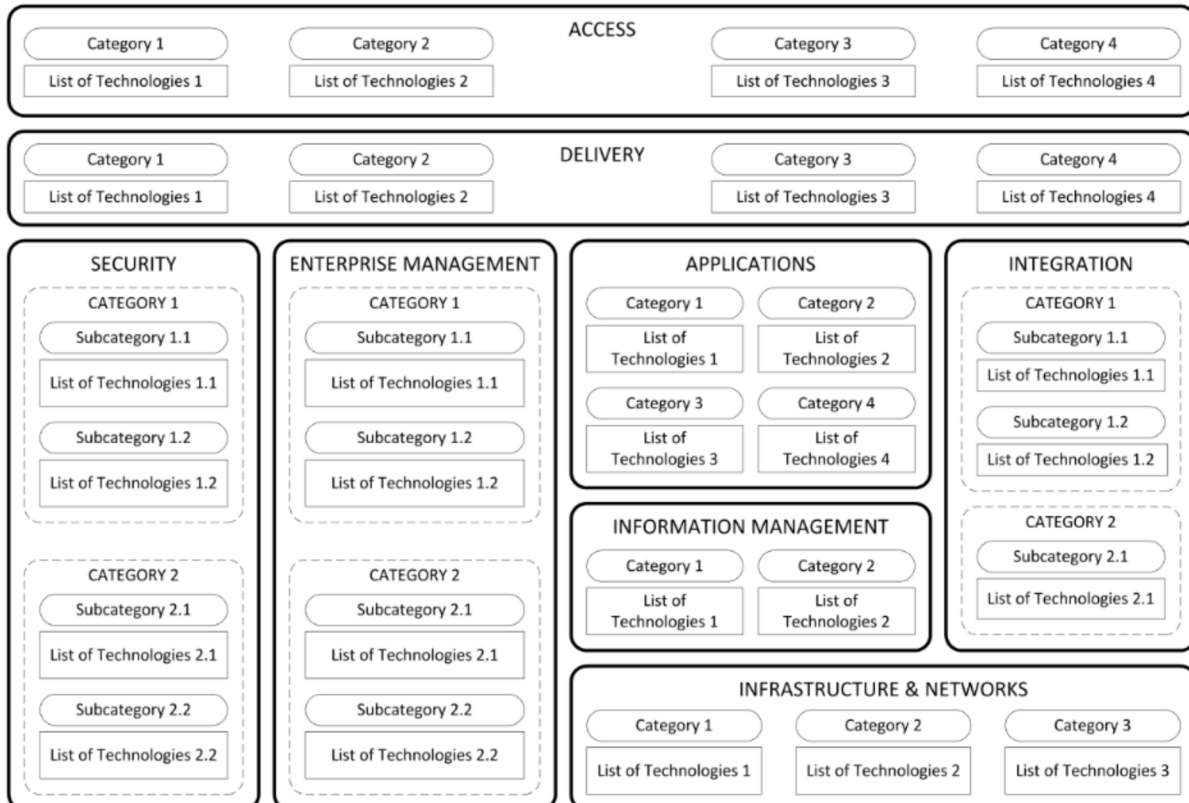 ACCESS
Category 1
Category 2
Category 3
Category 4
List of Technologies 1
List of Technologies 2
List of Technologies 3
List of Technologies 4
DELIVERY
Category 1
Category 2
Category 3
Category 4
List of Technologies 1
List of Technologies 2
List of Technologies 3
List of Technologies 4
SECURITY
CATEGORY 1
Subcategory 1.1
List of Technologies 1.1
Subcategory 1.2
List of Technologies 1.2
CATEGORY 2
Subcategory 2.1
List of Technologies 2.1
Subcategory 2.2
List of Technologies 2.2
ENTERPRISE MANAGEMENT
CATEGORY 1
Subcategory 1.1
List of Technologies 1.1
Subcategory 1.2
List of Technologies 1.2
CATEGORY 2
Subcategory 2.1
List of Technologies 2.1
Subcategory 2.2
List of Technologies 2.2
APPLICATIONS
Category 1
Category 2
List of
Technologies 1
List of
Technologies 2
Category 3
Category 4
List of
Technologies 3
List of
Technologies 4
INFORMATION MANAGEMENT
Category 1
Category 2
List of
Technologies 1
List of
Technologies 2
INTEGRATION
CATEGORY 1
Subcategory 1.1
List of Technologies 1.1
Subcategory 1.2
List of Technologies 1.2
CATEGORY 2
Subcategory 2.1
List of Technologies 2.1
INFRASTRUCTURE & NETWORKS
Category 1
Category 2
Category 3
List of Technologies 1
List of Technologies 2
List of Technologies 3